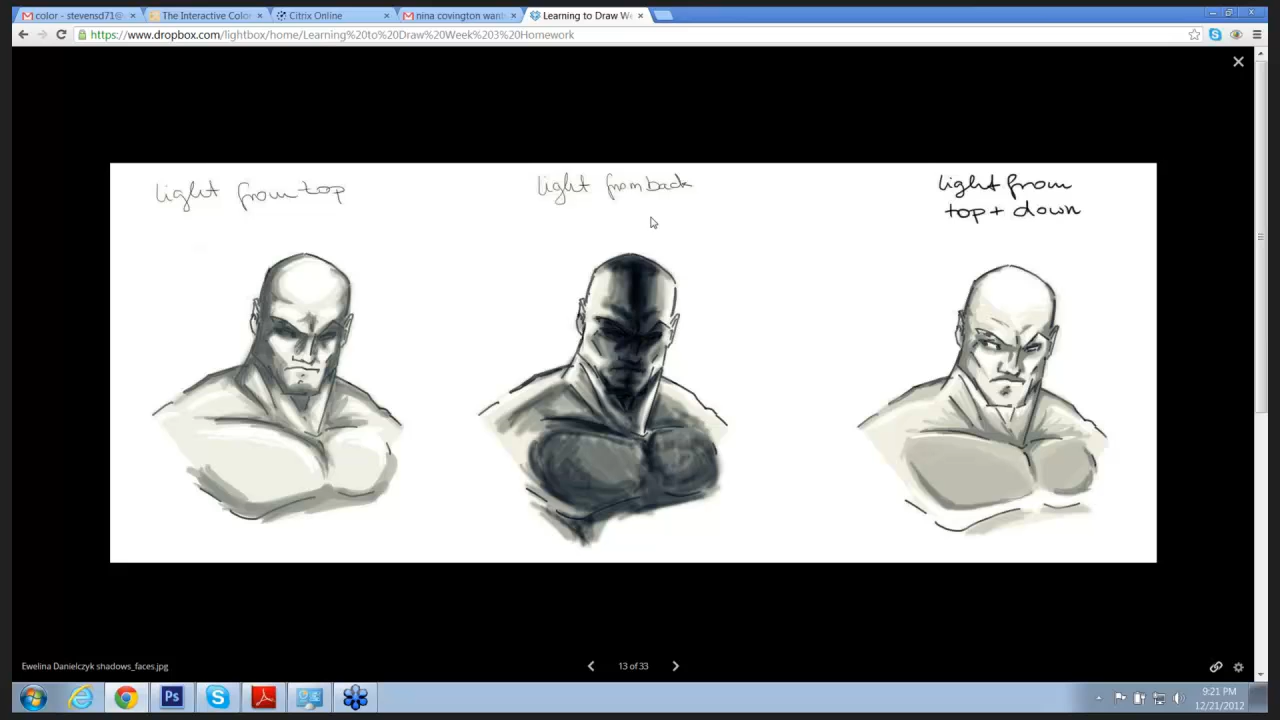 color - stevensd71@
The Interactive Color
Citrix Online
nina covington want
Learning to Draw We
https://www.dropbox.com/lightbox/home/Learning%20to%20Draw%20Week%203%20Homework
light from top
light from back
light from
top + down
Ewelina Danielczyk shadows_faces.jpg
13 of 33
Ps
9:21 PM
12/21/2012